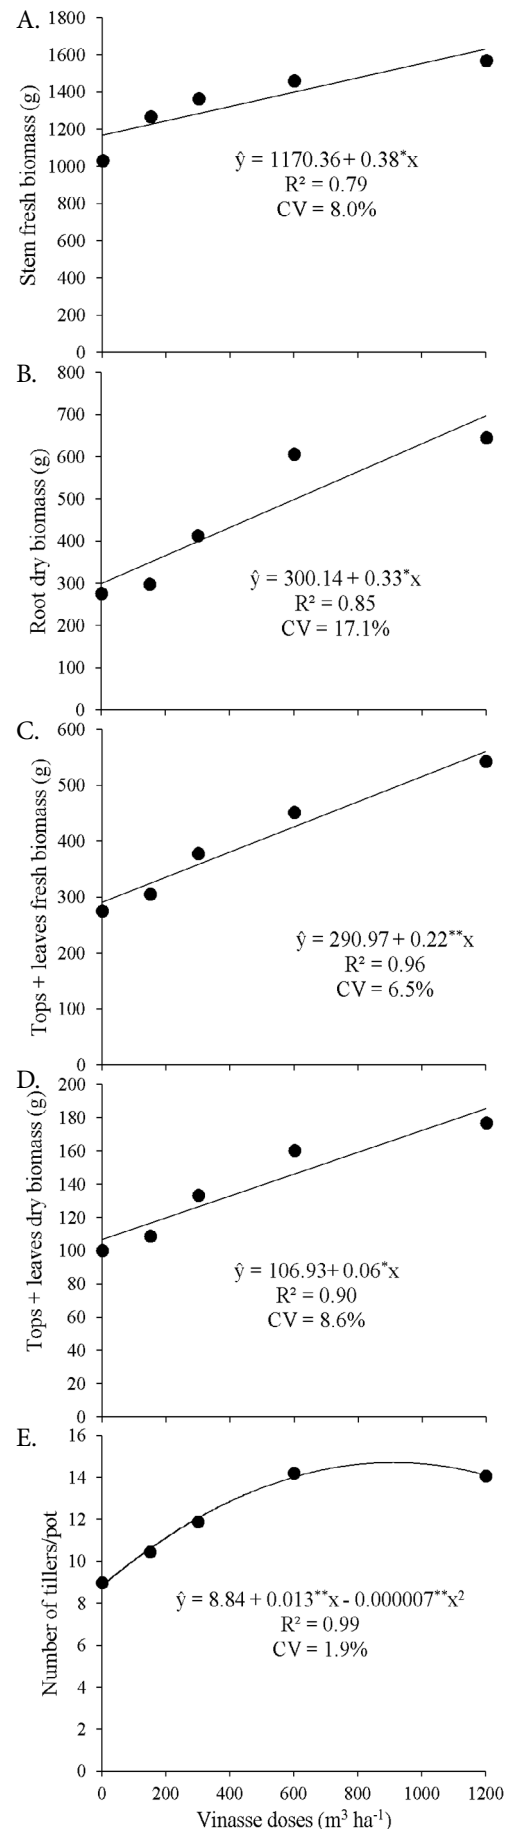 A.
1800
1600
1400
1200
1000
800
600
400
200
0
Stem fresh biomass (g)
ŷ = 1170.36 + 0.38*x
R² = 0.79
CV = 8.0%
B.
800
700
600
500
400
300
200
100
0
Root dry biomass (g)
ŷ = 300.14 + 0.33*x
R² = 0.85
CV = 17.1%
C.
600
500
400
300
200
100
0
Tops + leaves fresh biomass (g)
ŷ = 290.97 + 0.22**x
R² = 0.96
CV = 6.5%
D.
200
180
160
140
120
100
80
60
40
20
0
Tops + leaves dry biomass (g)
ŷ = 106.93+ 0.06*x
R² = 0.90
CV = 8.6%
E.
16
14
12
10
8
6
4
2
0
Number of tillers/pot
ŷ = 8.84 + 0.013**x - 0.000007**x²
R² = 0.99
CV = 1.9%
0 200 400 600 800 1000 1200
Vinasse doses (m³ ha⁻¹)